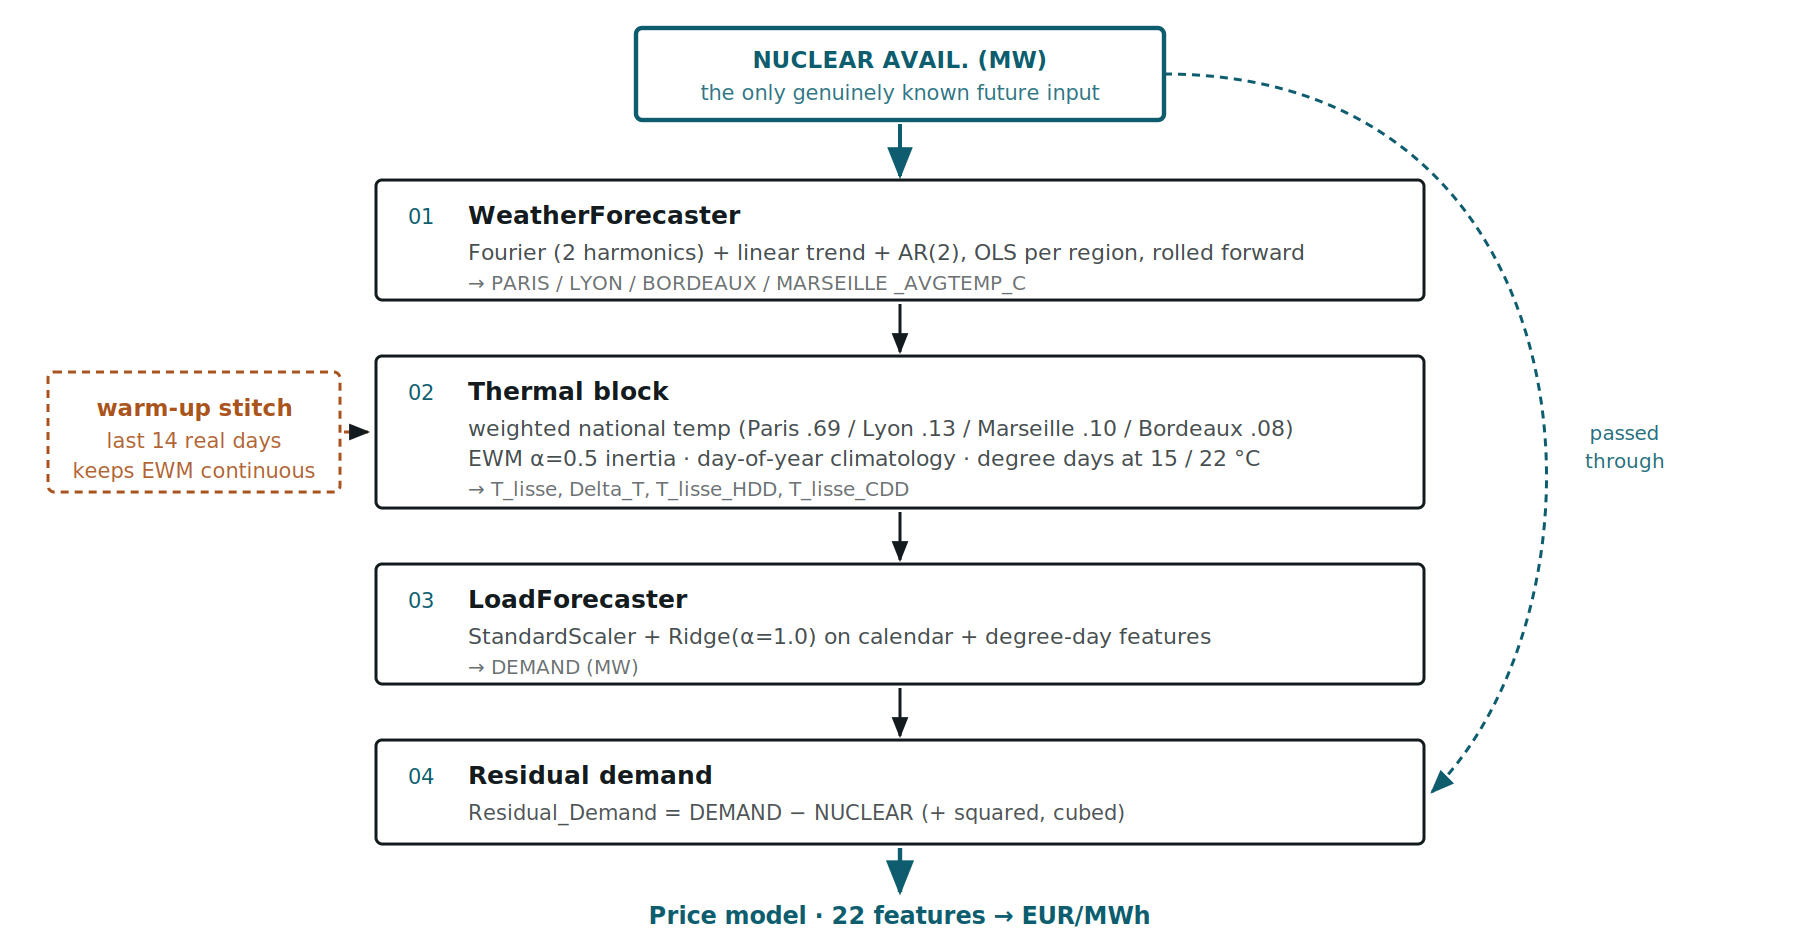 NUCLEAR AVAIL. (MW)
the only genuinely known future input
01
WeatherForecaster
Fourier (2 harmonics) + linear trend + AR(2), OLS per region, rolled forward
→ PARIS / LYON / BORDEAUX / MARSEILLE _AVGTEMP_C
warm-up stitch
last 14 real days
keeps EWM continuous
02
Thermal block
weighted national temp (Paris .69 / Lyon .13 / Marseille .10 / Bordeaux .08)
EWM α=0.5 inertia · day-of-year climatology · degree days at 15 / 22 °C
→ T_lisse, Delta_T, T_lisse_HDD, T_lisse_CDD
passed
through
03
LoadForecaster
StandardScaler + Ridge(α=1.0) on calendar + degree-day features
→ DEMAND (MW)
04
Residual demand
Residual_Demand = DEMAND − NUCLEAR (+ squared, cubed)
Price model · 22 features → EUR/MWh